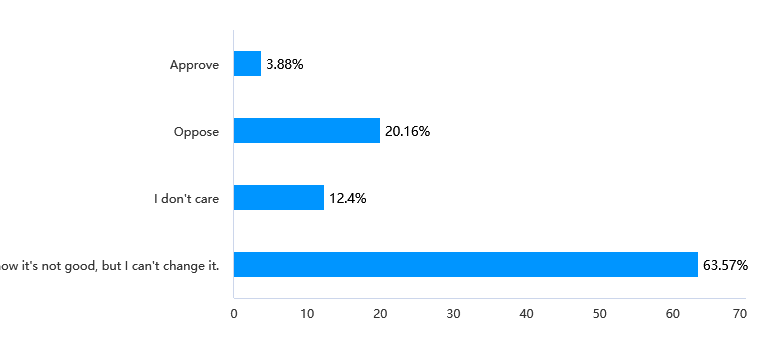 Approve 3.88%
Oppose 20.16%
I don't care 12.4%
it's not good, but I can't change it. 63.57%
0 10 20 30 40 50 60 70